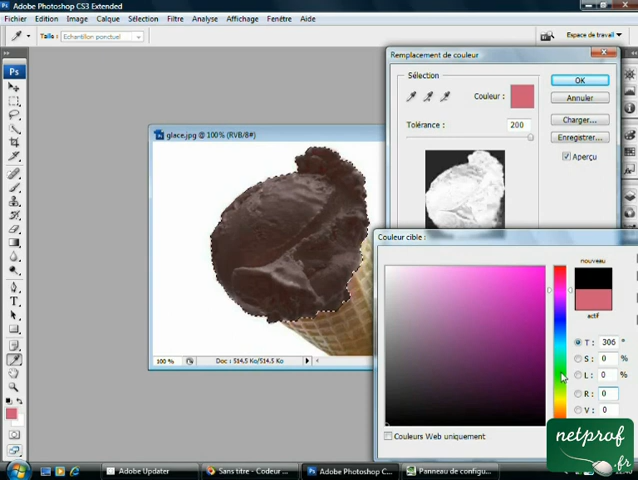 Adobe Photoshop CS3 Extended
Fichier Edition Image Calque Sélection Filtre Analyse Affichage Fenêtre Aide
Taille : Echantillon ponctuel
Espace de travail
Ps
Remplacement de couleur
Sélection
Couleur :
OK
Annuler
Tolérance : 200
Charger...
Enregistrer...
Aperçu
glace.jpg @ 100% (RVB/8#)
Couleur cible :
nouveau
actif
T : 306 °
S : 0 %
L : 0 %
R : 0
V : 0
100 % Doc : 514,5 Ko/514,5 Ko
Couleurs Web uniquement
netprof
.fr
Adobe Updater
Sans titre - Couleur ...
Adobe Photoshop C...
Panneau de configu...